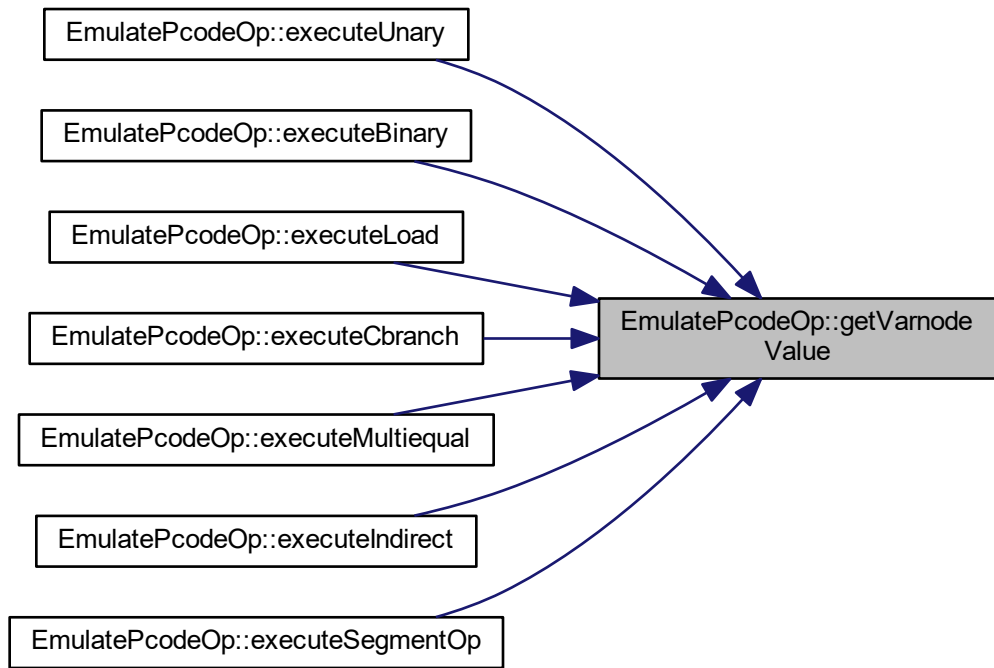 EmulatePcodeOp::executeUnary
EmulatePcodeOp::executeBinary
EmulatePcodeOp::executeLoad
EmulatePcodeOp::executeCbranch
EmulatePcodeOp::executeMultiequal
EmulatePcodeOp::executeIndirect
EmulatePcodeOp::executeSegmentOp
EmulatePcodeOp::getVarnode
Value